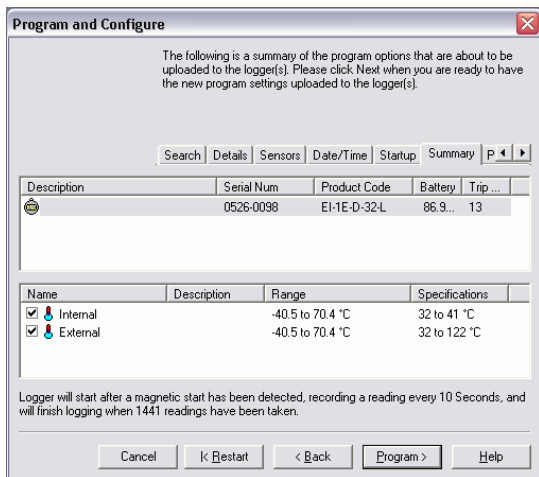 Program and Configure
The following is a summary of the program options that are about to be
uploaded to the logger(s). Please click Next when you are ready to have
the new program settings uploaded to the logger(s).
Search Details Sensors Date/Time Startup Summary P
Description Serial Num Product Code Battery Trip ...
0526-0098 EI-1E-D-32-L 86.9... 13
Name Description Range Specifications
Internal -40.5 to 70.4 °C 32 to 41 °C
External -40.5 to 70.4 °C 32 to 122 °C
Logger will start after a magnetic start has been detected, recording a reading every 10 Seconds, and
will finish logging when 1441 readings have been taken.
Cancel |< Restart < Back Program > Help